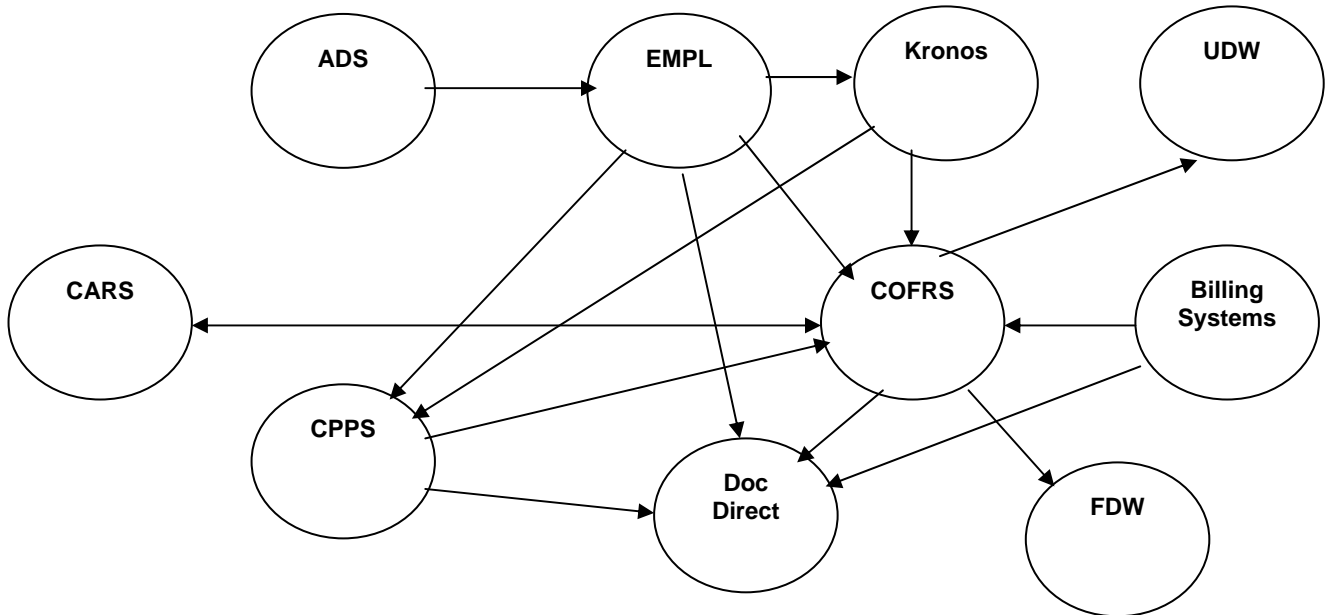 ADS
EMPL
Kronos
UDW
CARS
COFRS
Billing
Systems
CPPS
Doc
Direct
FDW